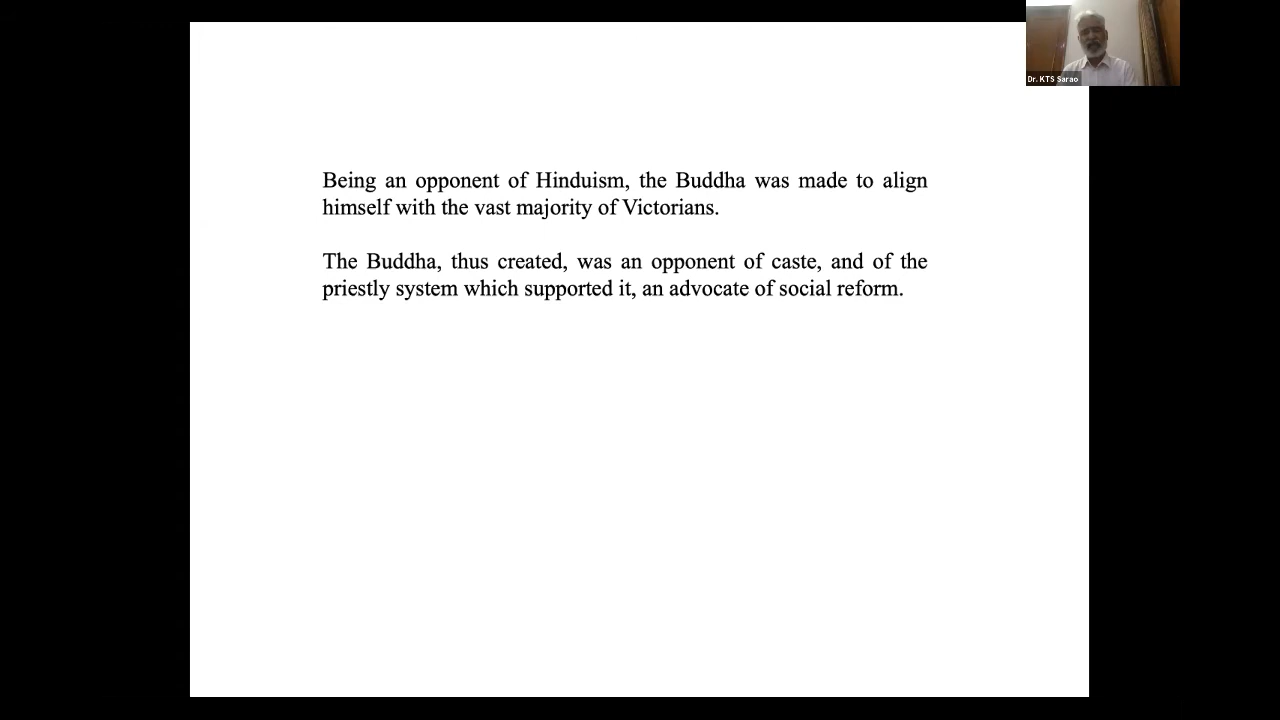 Dr. KTS Sarao
Being an opponent of Hinduism, the Buddha was made to align
himself with the vast majority of Victorians.
The Buddha, thus created, was an opponent of caste, and of the
priestly system which supported it, an advocate of social reform.